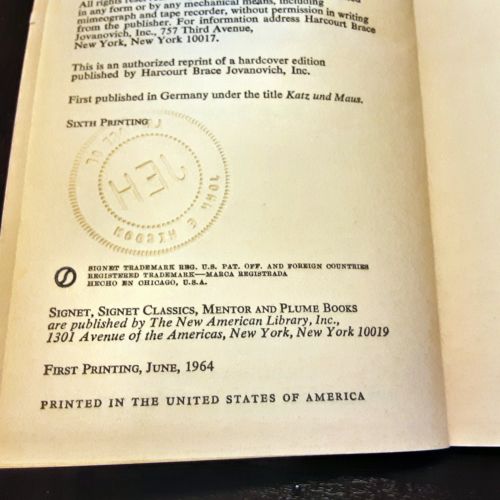 All rights
in any form or by any mechanical means, including
mimeograph and tape recorder, without permission in writing
from the publisher. For information address Harcourt Brace
Jovanovich, Inc., 757 Third Avenue,
New York, New York 10017.
This is an authorized reprint of a hardcover edition
published by Harcourt Brace Jovanovich, Inc.
First published in Germany under the title Katz und Maus.
SIXTH PRINTING
JEH
SIGNET TRADEMARK REG. U.S. PAT. OFF. AND FOREIGN COUNTRIES
REGISTERED TRADEMARK—MARCA REGISTRADA
HECHO EN CHICAGO, U.S.A.
SIGNET, SIGNET CLASSICS, MENTOR AND PLUME BOOKS
are published by The New American Library, Inc.,
1301 Avenue of the Americas, New York, New York 10019
FIRST PRINTING, JUNE, 1964
PRINTED IN THE UNITED STATES OF AMERICA